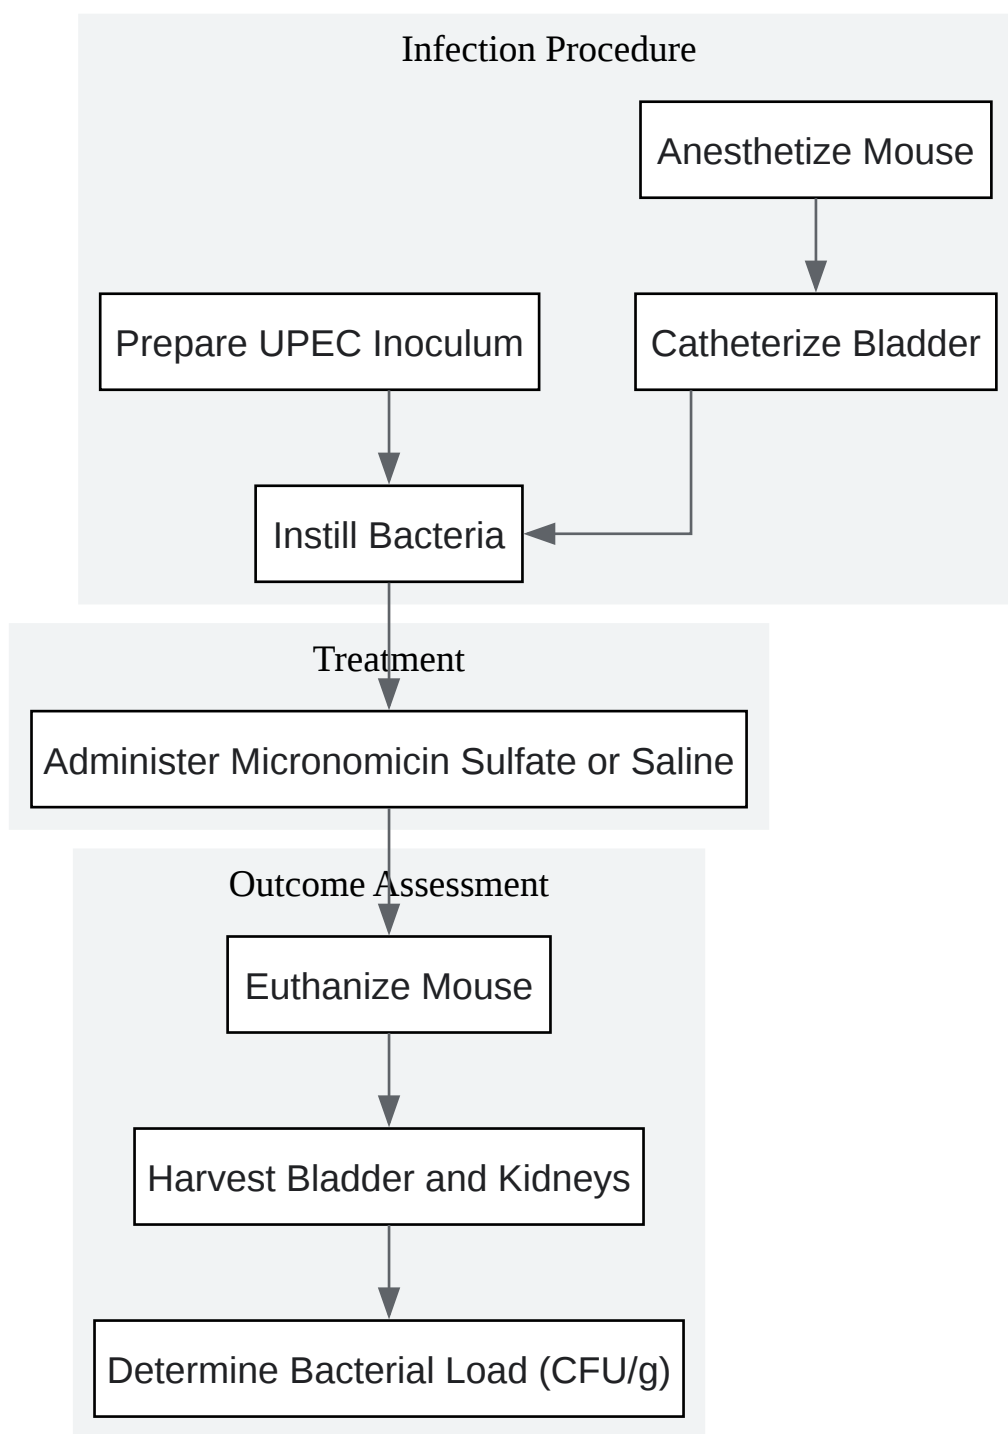 Infection Procedure
Anesthetize Mouse
Prepare UPEC Inoculum
Catheterize Bladder
Instill Bacteria
Treatment
Administer Micronomicin Sulfate or Saline
Outcome Assessment
Euthanize Mouse
Harvest Bladder and Kidneys
Determine Bacterial Load (CFU/g)